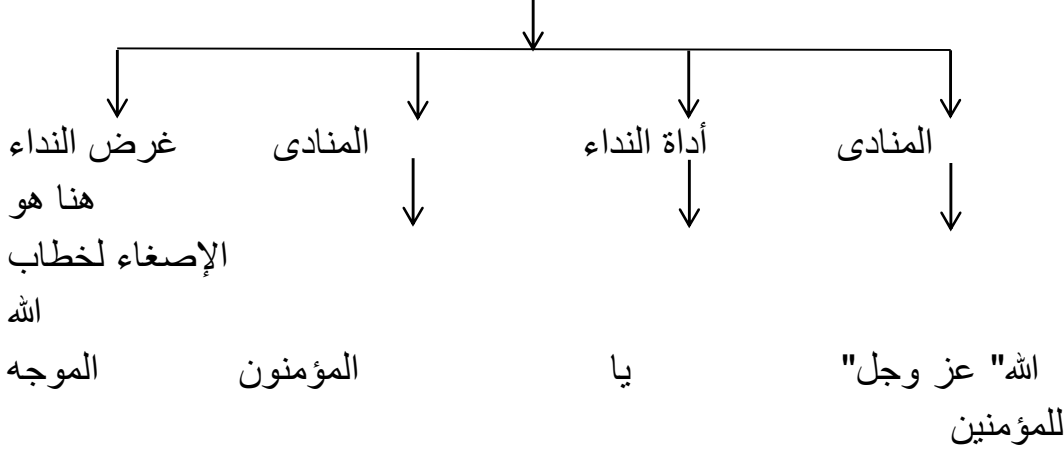 المنادى أداة النداء المنادى غرض النداء
هنا هو
الإصغاء لخطاب
الله
الله" عز وجل" يا المؤمنون الموجه
للمؤمنين